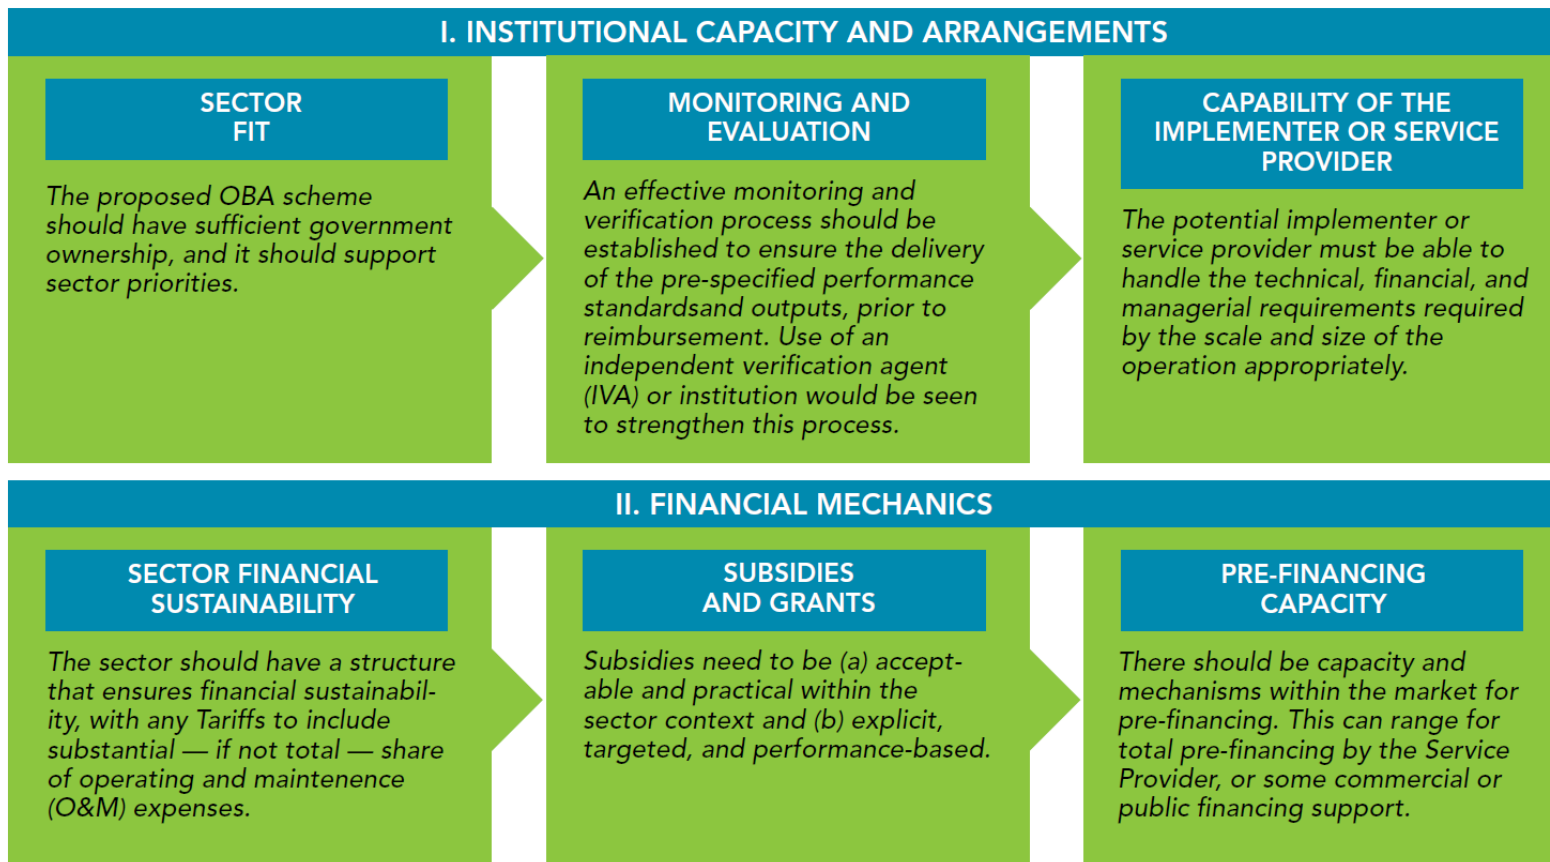 I. INSTITUTIONAL CAPACITY AND ARRANGEMENTS
SECTOR
FIT
The proposed OBA scheme
should have sufficient government
ownership, and it should support
sector priorities.
MONITORING AND
EVALUATION
An effective monitoring and
verification process should be
established to ensure the delivery
of the pre-specified performance
standardsand outputs, prior to
reimbursement. Use of an
independent verification agent
(IVA) or institution would be seen
to strengthen this process.
CAPABILITY OF THE
IMPLEMENTER OR SERVICE
PROVIDER
The potential implementer or
service provider must be able to
handle the technical, financial, and
managerial requirements required
by the scale and size of the
operation appropriately.
II. FINANCIAL MECHANICS
SECTOR FINANCIAL
SUSTAINABILITY
The sector should have a structure
that ensures financial sustainabil-
ity, with any Tariffs to include
substantial — if not total — share
of operating and maintenence
(O&M) expenses.
SUBSIDIES
AND GRANTS
Subsidies need to be (a) accept-
able and practical within the
sector context and (b) explicit,
targeted, and performance-based.
PRE-FINANCING
CAPACITY
There should be capacity and
mechanisms within the market for
pre-financing. This can range for
total pre-financing by the Service
Provider, or some commercial or
public financing support.